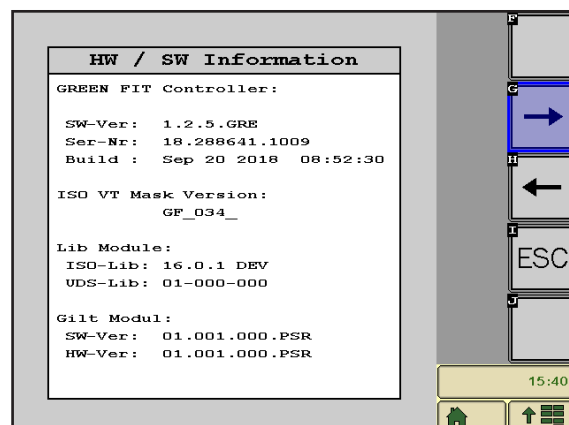 HW / SW Information
GREEN FIT Controller:
SW-Ver: 1.2.5.GRE
Ser-Nr: 18.288641.1009
Build : Sep 20 2018 08:52:30
ISO VT Mask Version:
GF_034_
Lib Module:
ISO-Lib: 16.0.1 DEV
UDS-Lib: 01-000-000
Gilt Modul:
SW-Ver: 01.001.000.PSR
HW-Ver: 01.001.000.PSR
F
G
H
I
ESC
J
15:40